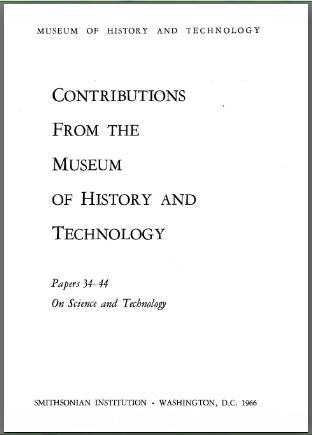 MUSEUM OF HISTORY AND TECHNOLOGY
CONTRIBUTIONS
FROM THE
MUSEUM
OF HISTORY AND
TECHNOLOGY
Papers 34-44
On Science and Technology
SMITHSONIAN INSTITUTION • WASHINGTON, D.C. 1966